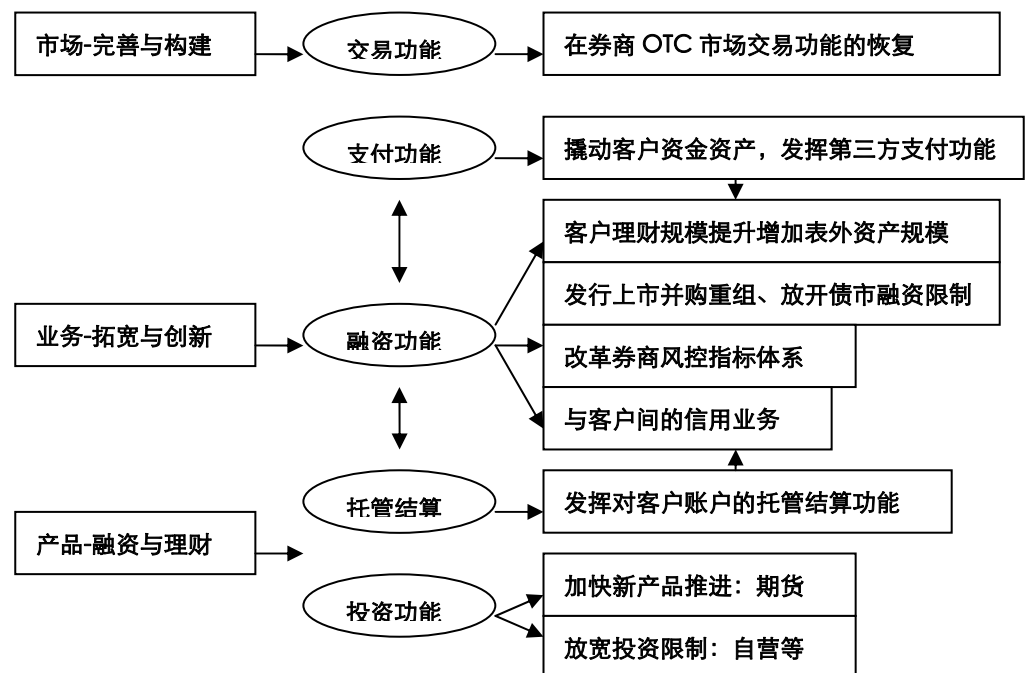 市场-完善与构建
交易功能
在券商 OTC 市场交易功能的恢复
支付功能
撬动客户资金资产，发挥第三方支付功能
客户理财规模提升增加表外资产规模
发行上市并购重组、放开债市融资限制
业务-拓宽与创新
融资功能
改革券商风控指标体系
与客户间的信用业务
托管结算
发挥对客户账户的托管结算功能
产品-融资与理财
加快新产品推进：期货
投资功能
放宽投资限制：自营等